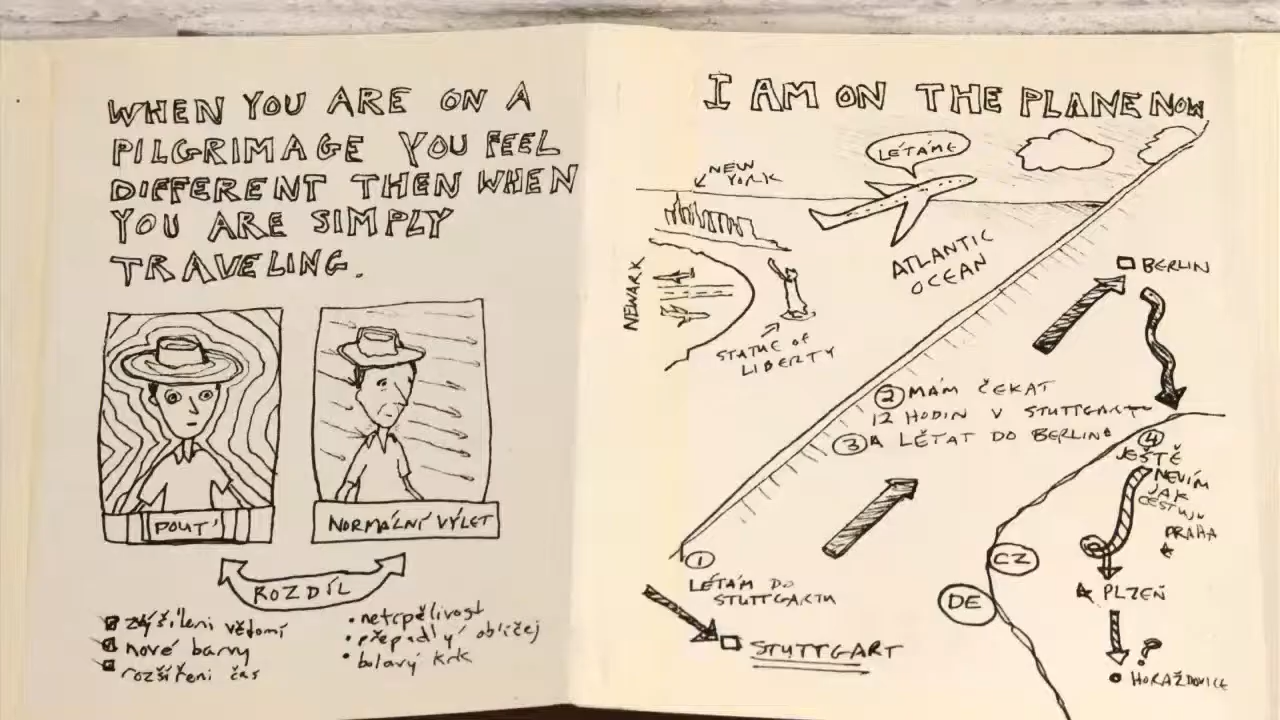 WHEN YOU ARE ON A
PILGRIMAGE YOU FEEL
DIFFERENT THEN WHEN
YOU ARE SIMPLY
TRAVELING.
POUŤ
NORMÁLNÍ VÝLET
ROZDÍL
vědomí
nové barvy
rozšířeni čas
netrpělivost
přepadlý obličej
bolavý krk
I AM ON THE PLANE NOW
LÉTÁME
NEW
YORK
ATLANTIC
OCEAN
NEWARK
STATUE OF
LIBERTY
BERLIN
2 MÁM ČEKAT
12 HODIN V STUTTGARTU
3 A LÉTAT DO BERLINA
1
LÉTÁM DO
STUTTGARTU
STUTTGART
4
JEŠTĚ
NEVÍM
JAK
CESTUJU
PRAHA
CZ
DE
PLZEŇ
?
HORAŽĎOVICE